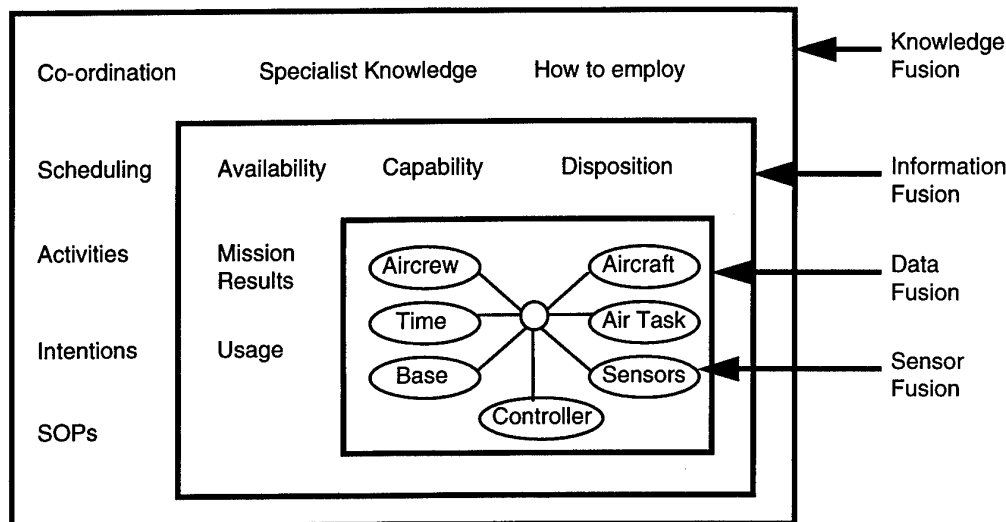 Knowledge
Fusion
Co-ordination Specialist Knowledge How to employ
Scheduling Availability Capability Disposition
Information
Fusion
Activities Mission
Results
Aircrew Aircraft
Data
Fusion
Time Air Task
Intentions Usage
Base Sensors
Sensor
Fusion
Controller
SOPs